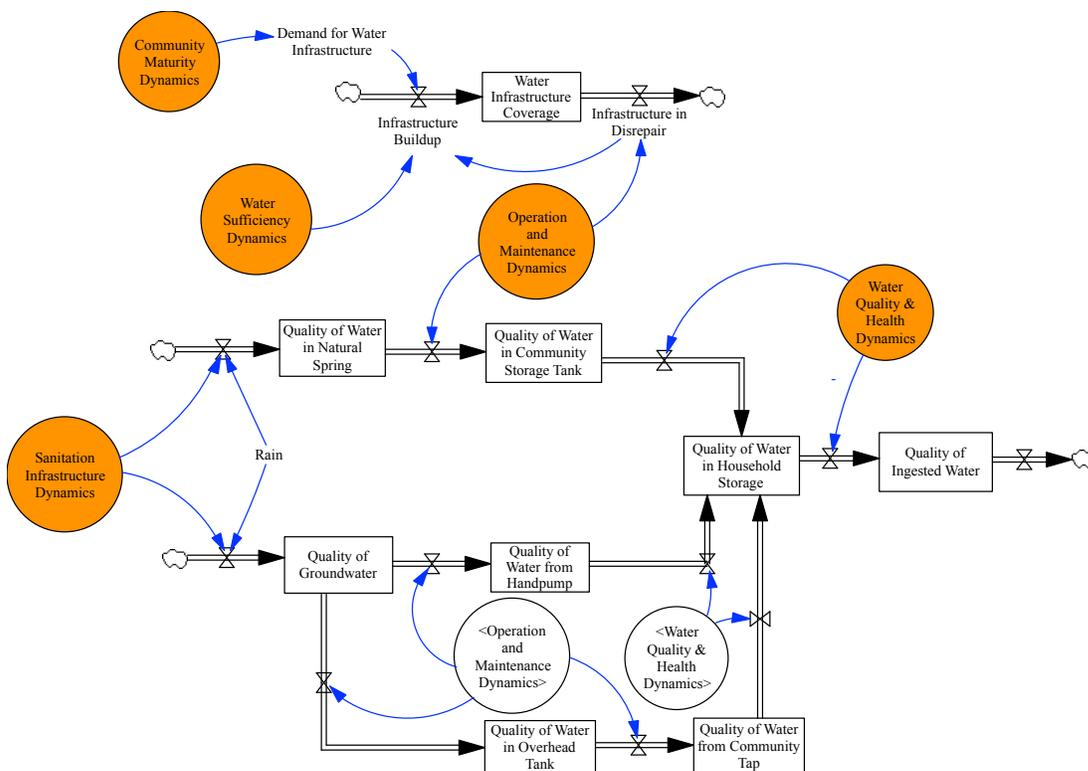 Community
Maturity
Dynamics
Demand for Water
Infrastructure
Water
Infrastructure
Coverage
Infrastructure
Buildup
Infrastructure in
Disrepair
Water
Sufficiency
Dynamics
Operation
and
Maintenance
Dynamics
Water
Quality &
Health
Dynamics
Quality of Water
in Natural
Spring
Quality of Water
in Community
Storage Tank
Sanitation
Infrastructure
Dynamics
Rain
Quality of Water
in Household
Storage
Quality of
Ingested Water
Quality of
Groundwater
Quality of
Water from
Handpump
<Operation
and
Maintenance
Dynamics>
<Water
Quality &
Health
Dynamics>
Quality of Water
in Overhead
Tank
Quality of Water
from Community
Tap